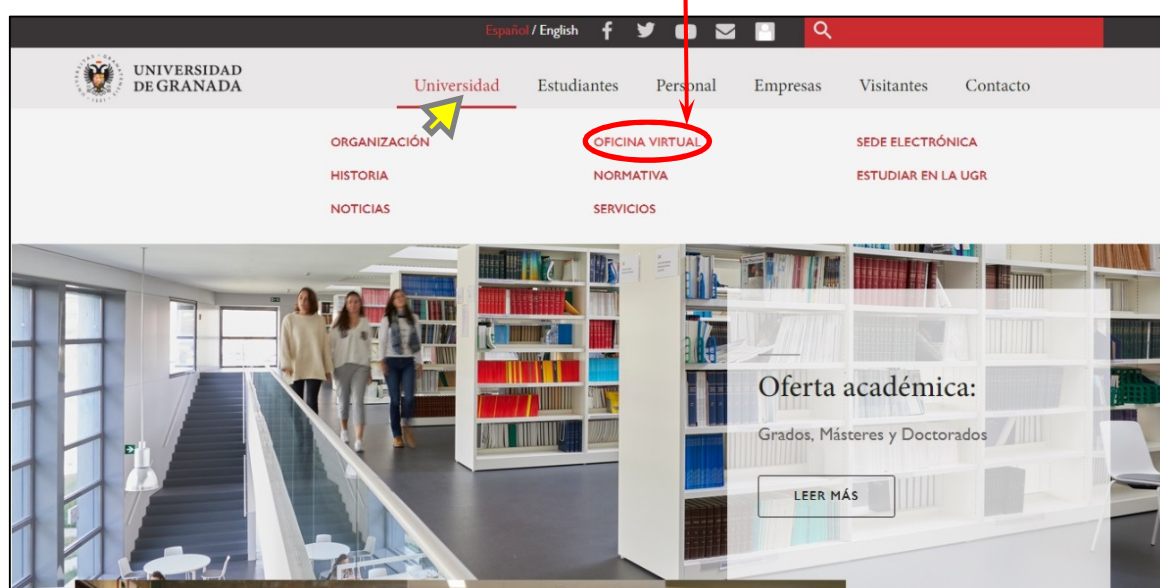 Español / English
UNIVERSIDAD
DE GRANADA
Universidad Estudiantes Personal Empresas Visitantes Contacto
ORGANIZACIÓN OFICINA VIRTUAL SEDE ELECTRÓNICA
HISTORIA NORMATIVA ESTUDIAR EN LA UGR
NOTICIAS SERVICIOS
Oferta académica:
Grados, Másteres y Doctorados
LEER MÁS